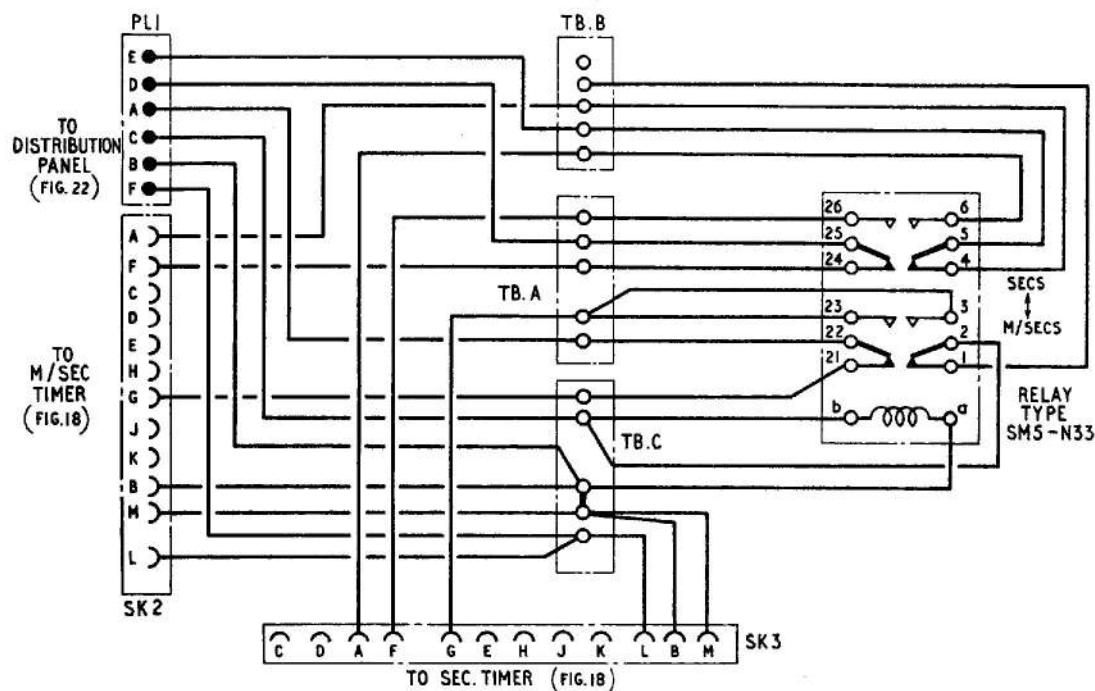 PL1
E
D
A
C
B
F
TO
DISTRIBUTION
PANEL
(FIG. 22)
A
F
C
D
E
H
G
J
K
B
M
L
TO
M/SEC
TIMER
(FIG.18)
SK2
TB.B
TB.A
TB.C
26
6
25
5
24
4
23
3
22
2
21
1
b
a
SECS
M/SECS
RELAY
TYPE
SM5-N33
C D A F G E H J K L B M
SK3
TO SEC. TIMER (FIG.18)